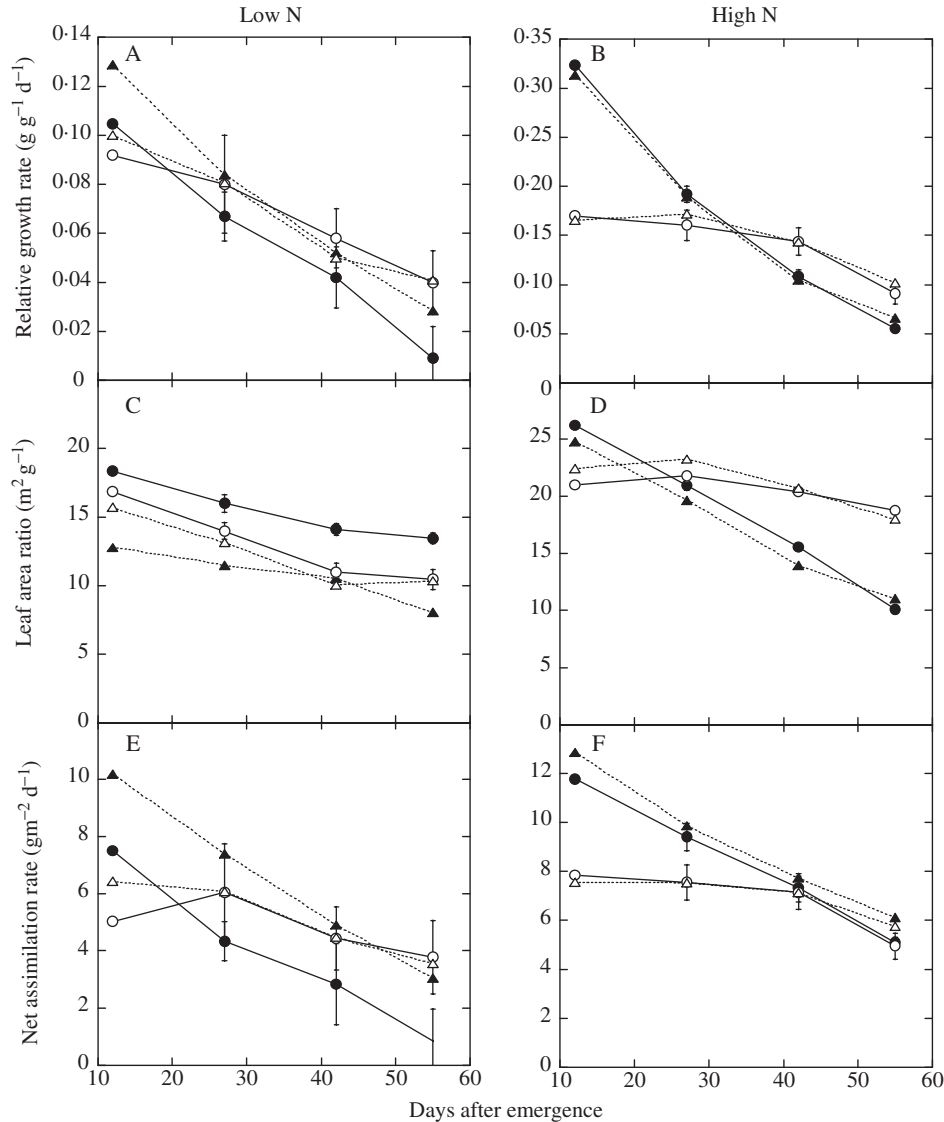 Low N
High N
A
B
0·14
0·12
0·10
0·08
0·06
0·04
0·02
0
Relative growth rate (g g⁻¹ d⁻¹)
0·35
0·30
0·25
0·20
0·15
0·10
0·05
0
C
D
20
15
10
5
0
Leaf area ratio (m² g⁻¹)
25
20
15
10
5
0
E
F
10
8
6
4
2
0
Net assimilation rate (gm⁻² d⁻¹)
12
10
8
6
4
2
0
10 20 30 40 50 60
10 20 30 40 50 60
Days after emergence